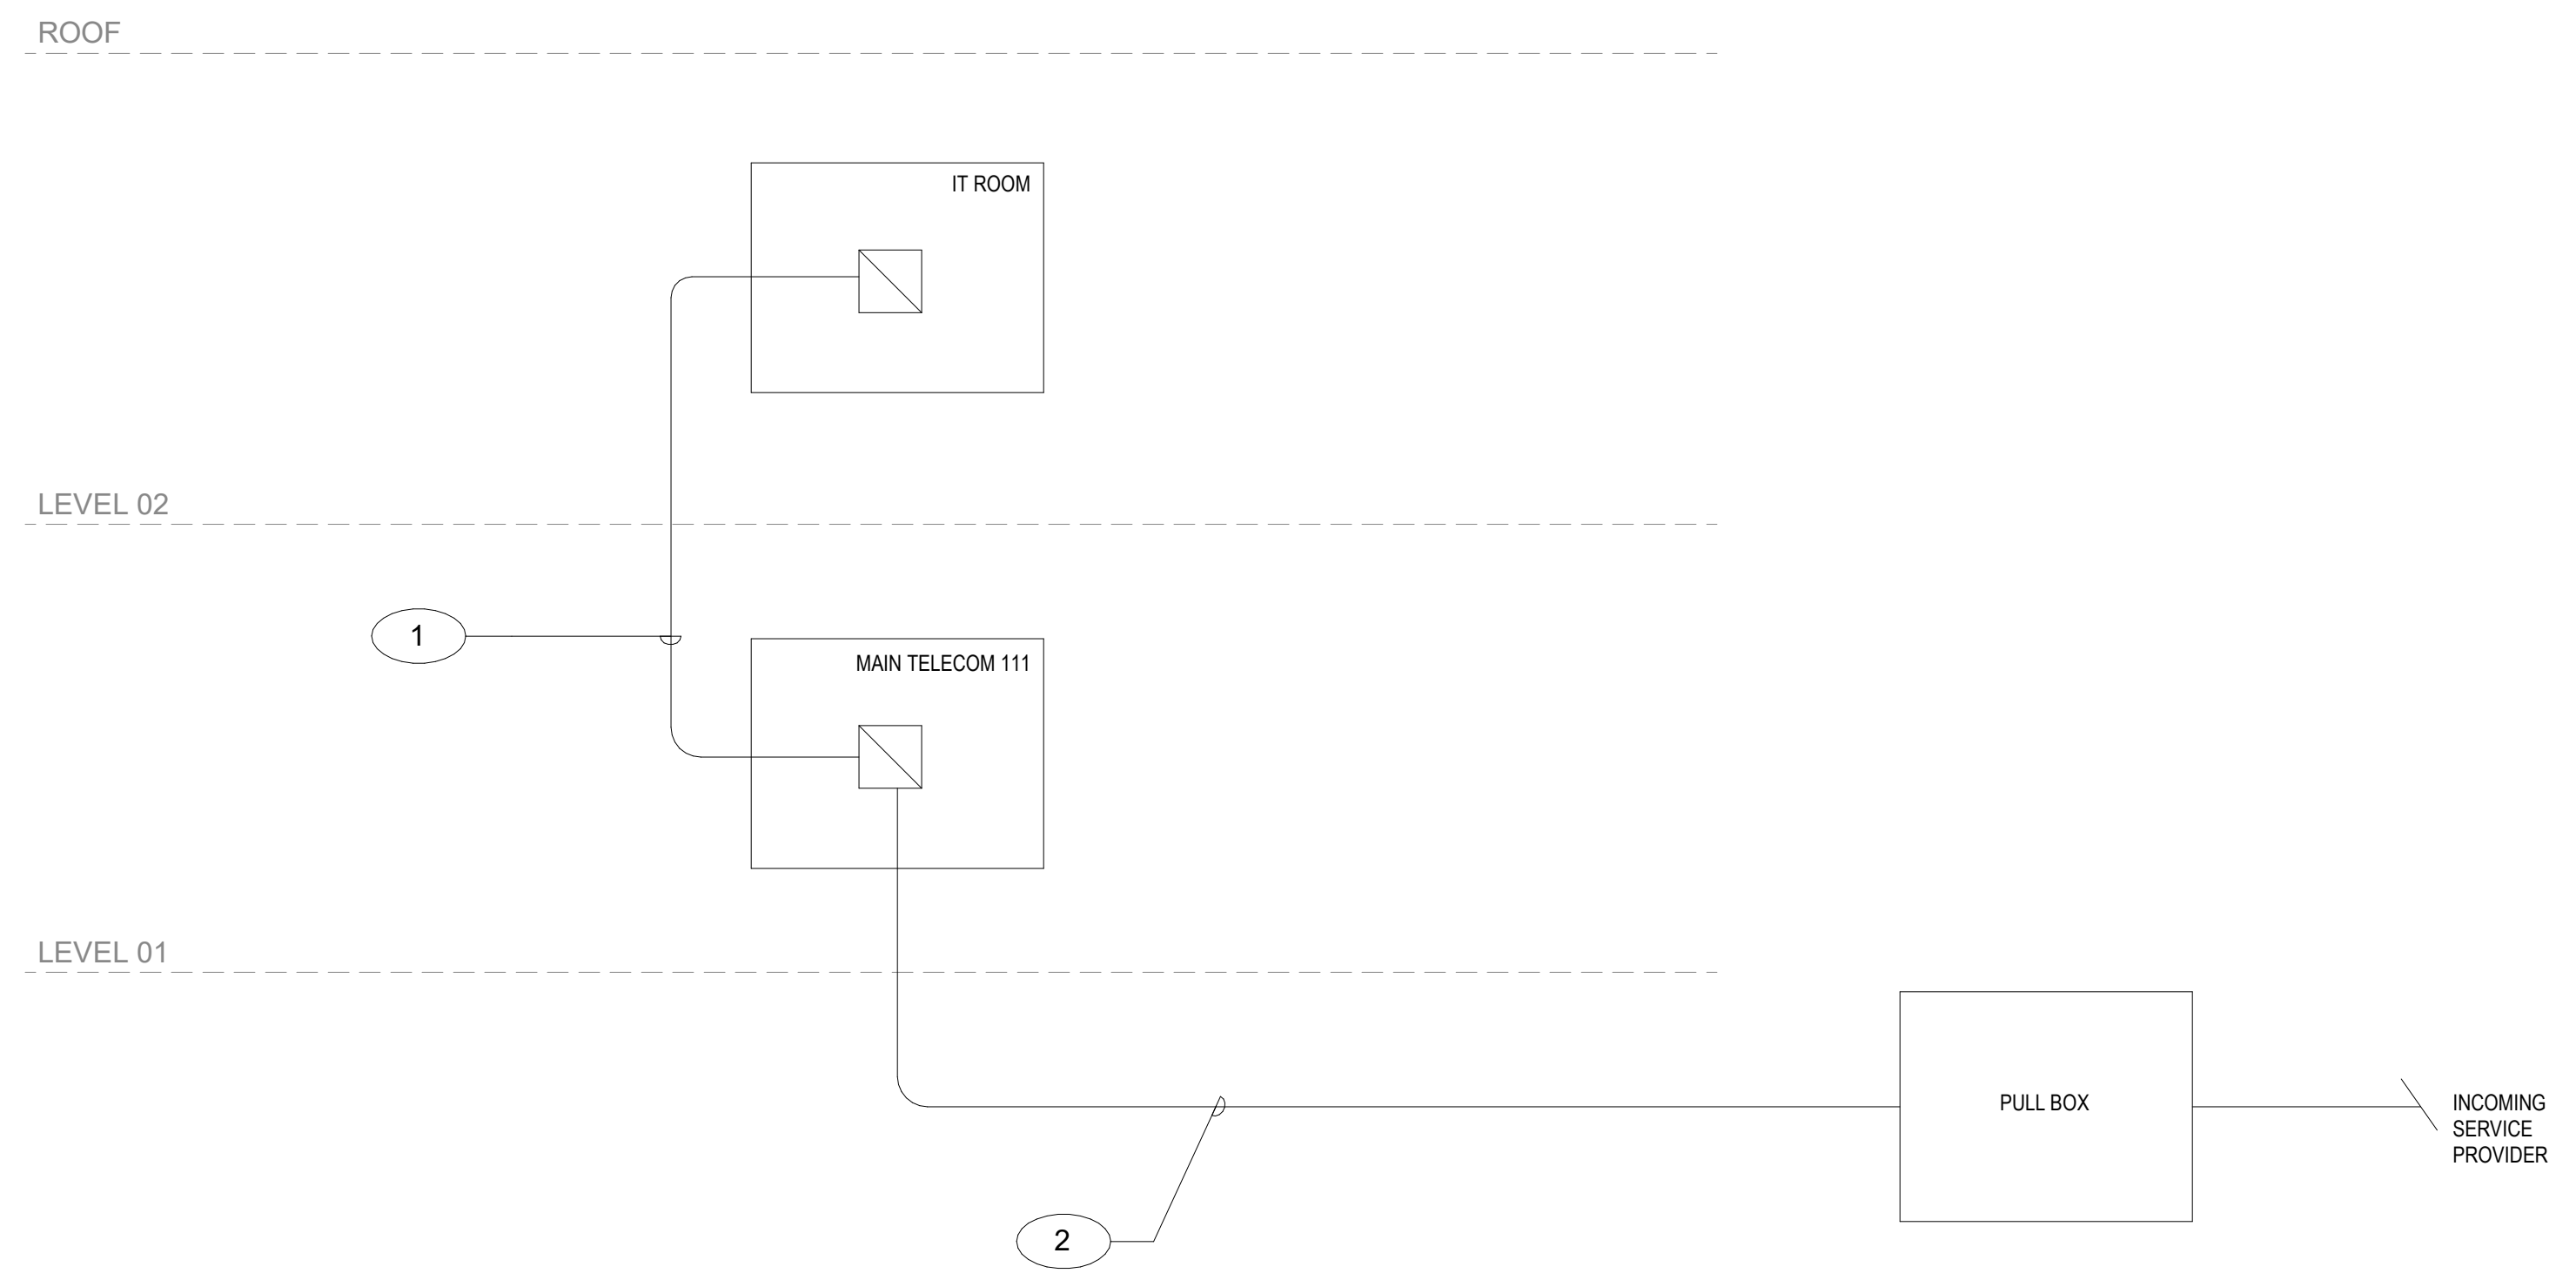 ROOF
IT ROOM
LEVEL 02
1
MAIN TELECOM 111
LEVEL 01
PULL BOX
INCOMING
SERVICE
PROVIDER
2